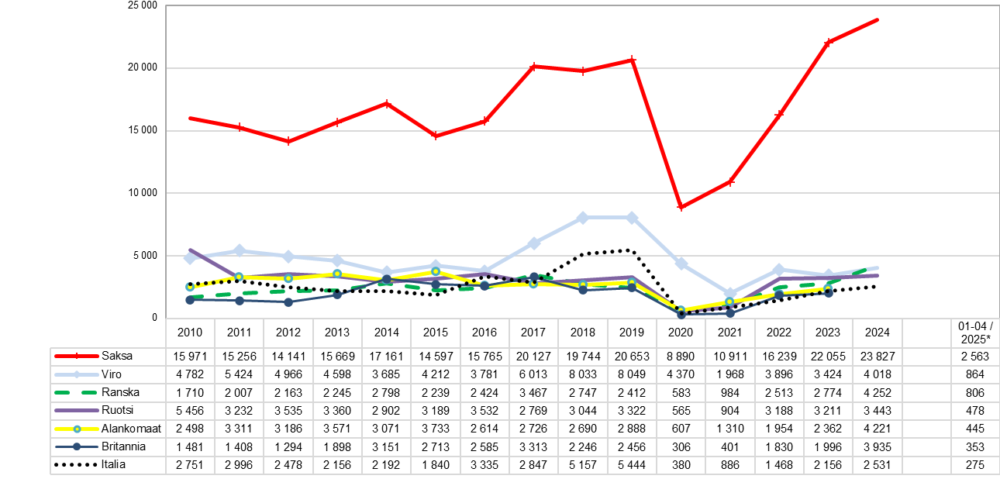 25 000
20 000
15 000
10 000
5 000
0
2010 2011 2012 2013 2014 2015 2016 2017 2018 2019 2020 2021 2022 2023 2024 01-04 / 2025*
Saksa 15 971 15 256 14 141 15 669 17 161 14 597 15 765 20 127 19 744 20 653 8 890 10 911 16 239 22 055 23 827 2 563
Viro 4 782 5 424 4 966 4 598 3 685 4 212 3 781 6 013 8 033 8 049 4 370 1 968 3 896 3 424 4 018 864
Ranska 1 710 2 007 2 163 2 245 2 798 2 239 2 424 3 467 2 747 2 412 583 984 2 513 2 774 4 252 806
Ruotsi 5 456 3 232 3 535 3 360 2 902 3 189 3 532 2 769 3 044 3 322 565 904 3 188 3 211 3 443 478
Alankomaat 2 498 3 311 3 186 3 571 3 071 3 733 2 614 2 726 2 690 2 888 607 1 310 1 954 2 362 4 221 445
Britannia 1 481 1 408 1 294 1 898 3 151 2 713 2 585 3 313 2 246 2 456 306 401 1 830 1 996 3 935 353
Italia 2 751 2 996 2 478 2 156 2 192 1 840 3 335 2 847 5 157 5 444 380 886 1 468 2 156 2 531 275